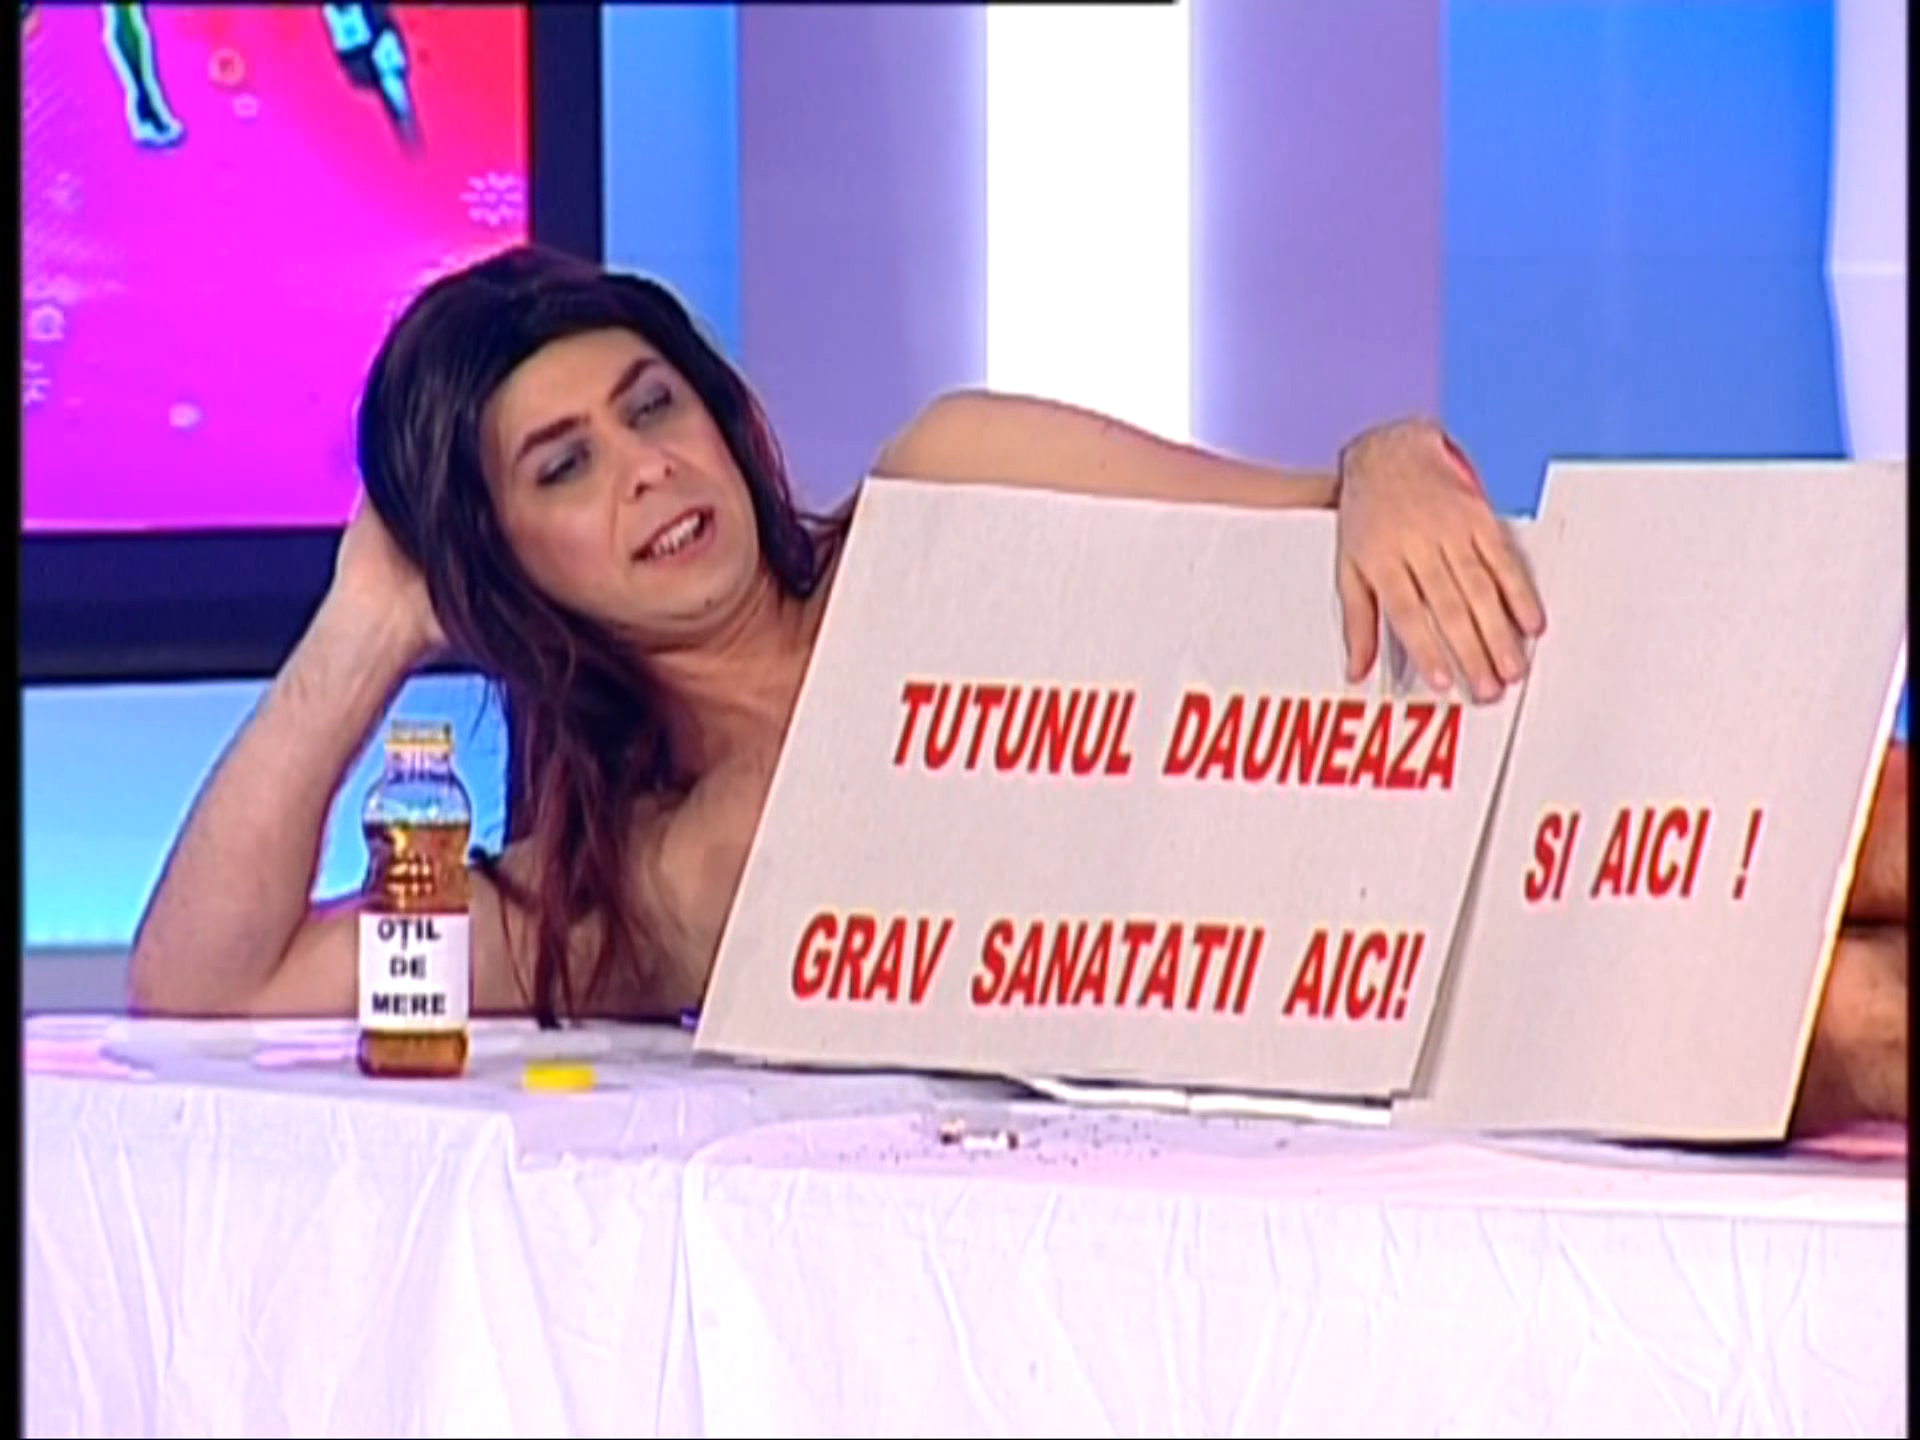 TUTUNUL DAUNEAZA
GRAV SANATATII AICI!
SI AICI !
OȚIL
DE
MERE